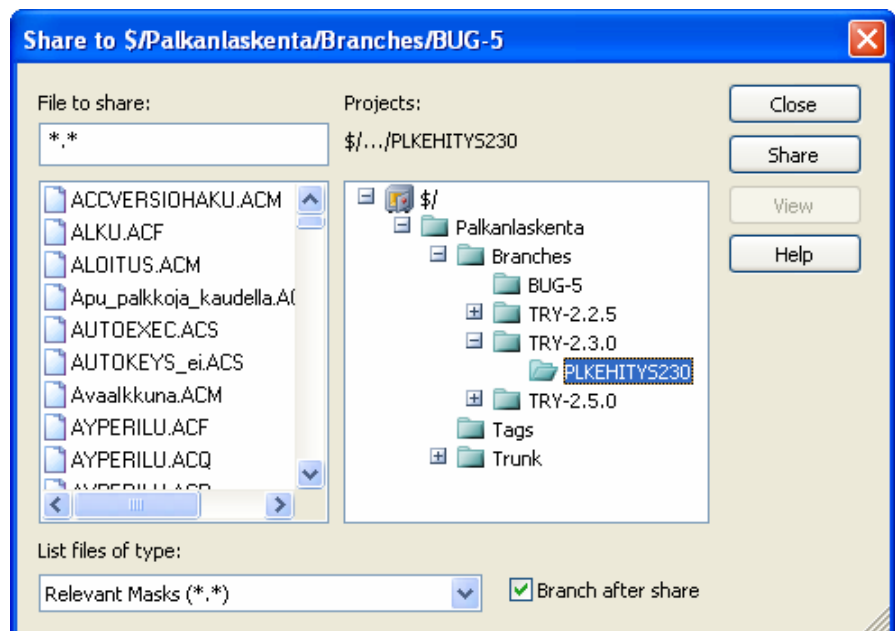 Share to $/Palkanlaskenta/Branches/BUG-5
File to share:
*.*
ACCVERSIOHAKU.ACM
ALKU.ACF
ALOITUS.ACM
Apu_palkkoja_kaudella.A
AUTOEXEC.ACS
AUTOKEYS_ei.ACS
Avaalkkuna.ACM
AYPERILU.ACF
AYPERILU.ACQ
Projects:
$/.../PLKEHITYS230
$/
Palkanlaskenta
Branches
BUG-5
TRY-2.2.5
TRY-2.3.0
PLKEHITYS230
TRY-2.5.0
Tags
Trunk
Close
Share
View
Help
List files of type:
Relevant Masks (*.*)
Branch after share